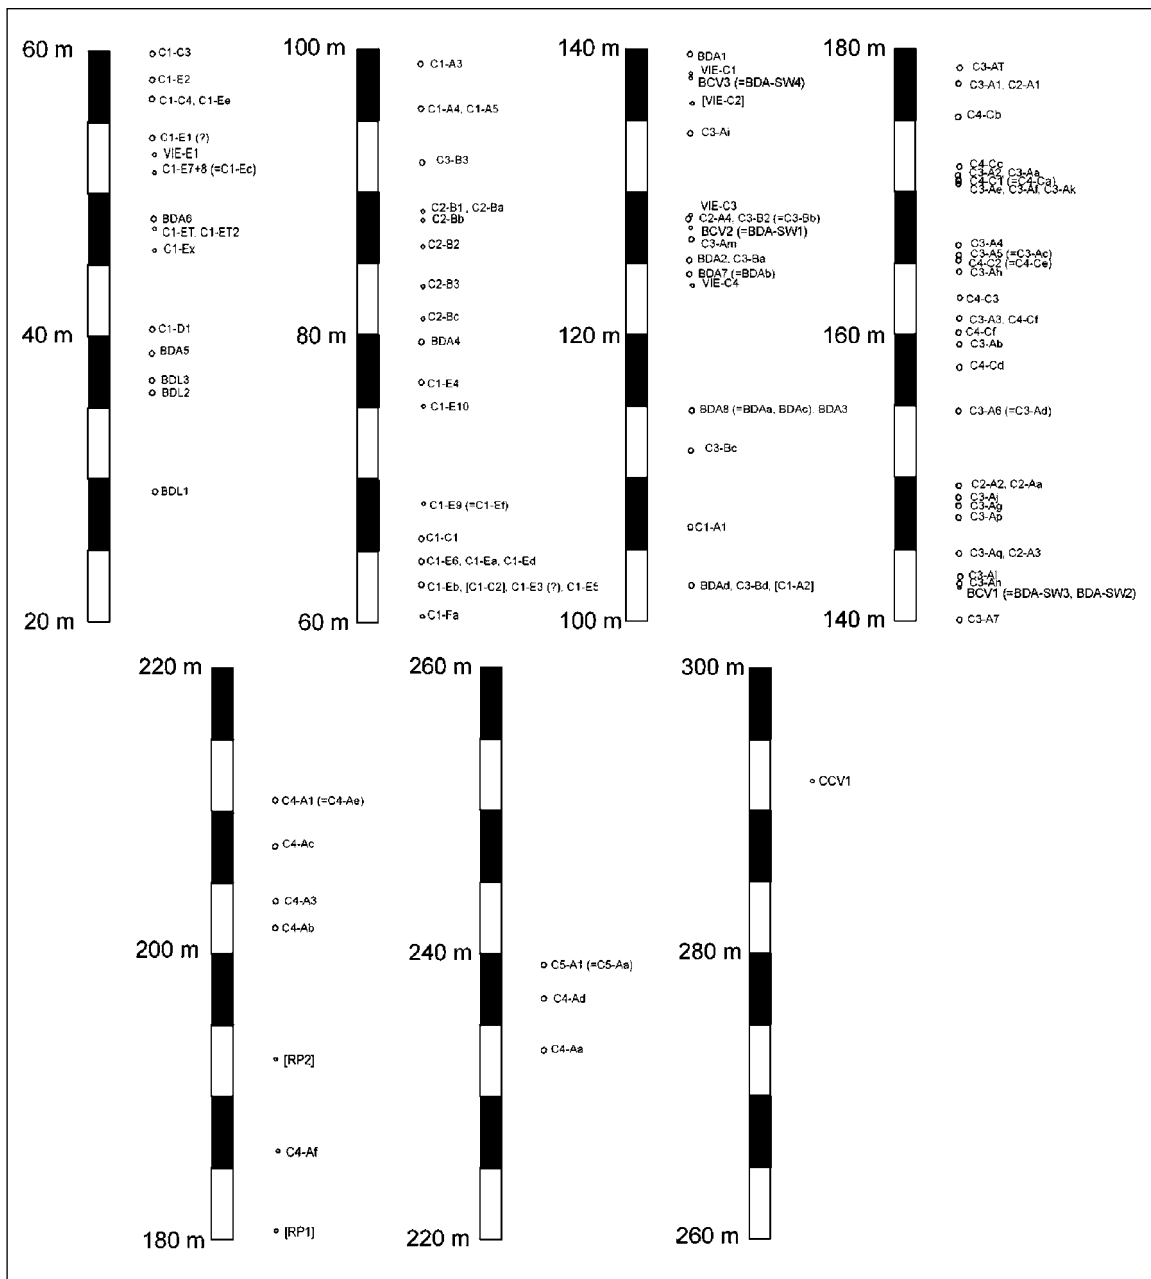 60 m
C1-C3
C1-E2
C1-C4, C1-Ee
C1-E1 (?)
VIE-E1
C1-E7+8 (=C1-Ec)
BDA6
C1-ET, C1-ET2
C1-Ex
40 m
C1-D1
BDA5
BDL3
BDL2
BDL1
20 m
100 m
C1-A3
C1-A4, C1-A5
C3-B3
C2-B1, C2-Ba
C2-Bb
C2-B2
C2-B3
C2-Bc
80 m
BDA4
C1-E4
C1-E10
C1-E9 (=C1-Ef)
C1-C1
C1-E6, C1-Ea, C1-Ed
C1-Eb, [C1-C2], C1-E3 (?), C1-E5
C1-Fa
60 m
140 m
BDA1
VIE-C1
BCV3 (=BDA-SW4)
[VIE-C2]
C3-Ai
VIE-C3
C2-A4, C3-B2 (=C3-Bb)
BCV2 (=BDA-SW1)
C3-Am
BDA2, C3-Ba
BDA7 (=BDAb)
VIE-C4
120 m
BDA8 (=BDAa, BDAc), BDA3
C3-Bc
C1-A1
BDAd, C3-Bd, [C1-A2]
100 m
180 m
C3-AT
C3-A1, C2-A1
C4-Cb
C4-Cc
C3-A2, C3-Aa
C4-C1 (=C4-Ca)
C3-Ae, C3-Af, C3-Ak
C3-A4
C3-A5 (=C3-Ac)
C4-C2 (=C4-Ce)
C3-Ah
C4-C3
C3-A3, C4-Cf
C4-Cf
160 m
C3-Ab
C4-Cd
C3-A6 (=C3-Ad)
C2-A2, C2-Aa
C3-Aj
C3-Ag
C3-Ap
C3-Aq, C2-A3
C3-An
BCV1 (=BDA-SW3, BDA-SW2)
140 m
C3-A7
220 m
C4-A1 (=C4-Ae)
C4-Ac
C4-A3
C4-Ab
200 m
[RP2]
C4-Af
[RP1]
180 m
260 m
240 m
C5-A1 (=C5-Aa)
C4-Ad
C4-Aa
220 m
300 m
CCV1
280 m
260 m